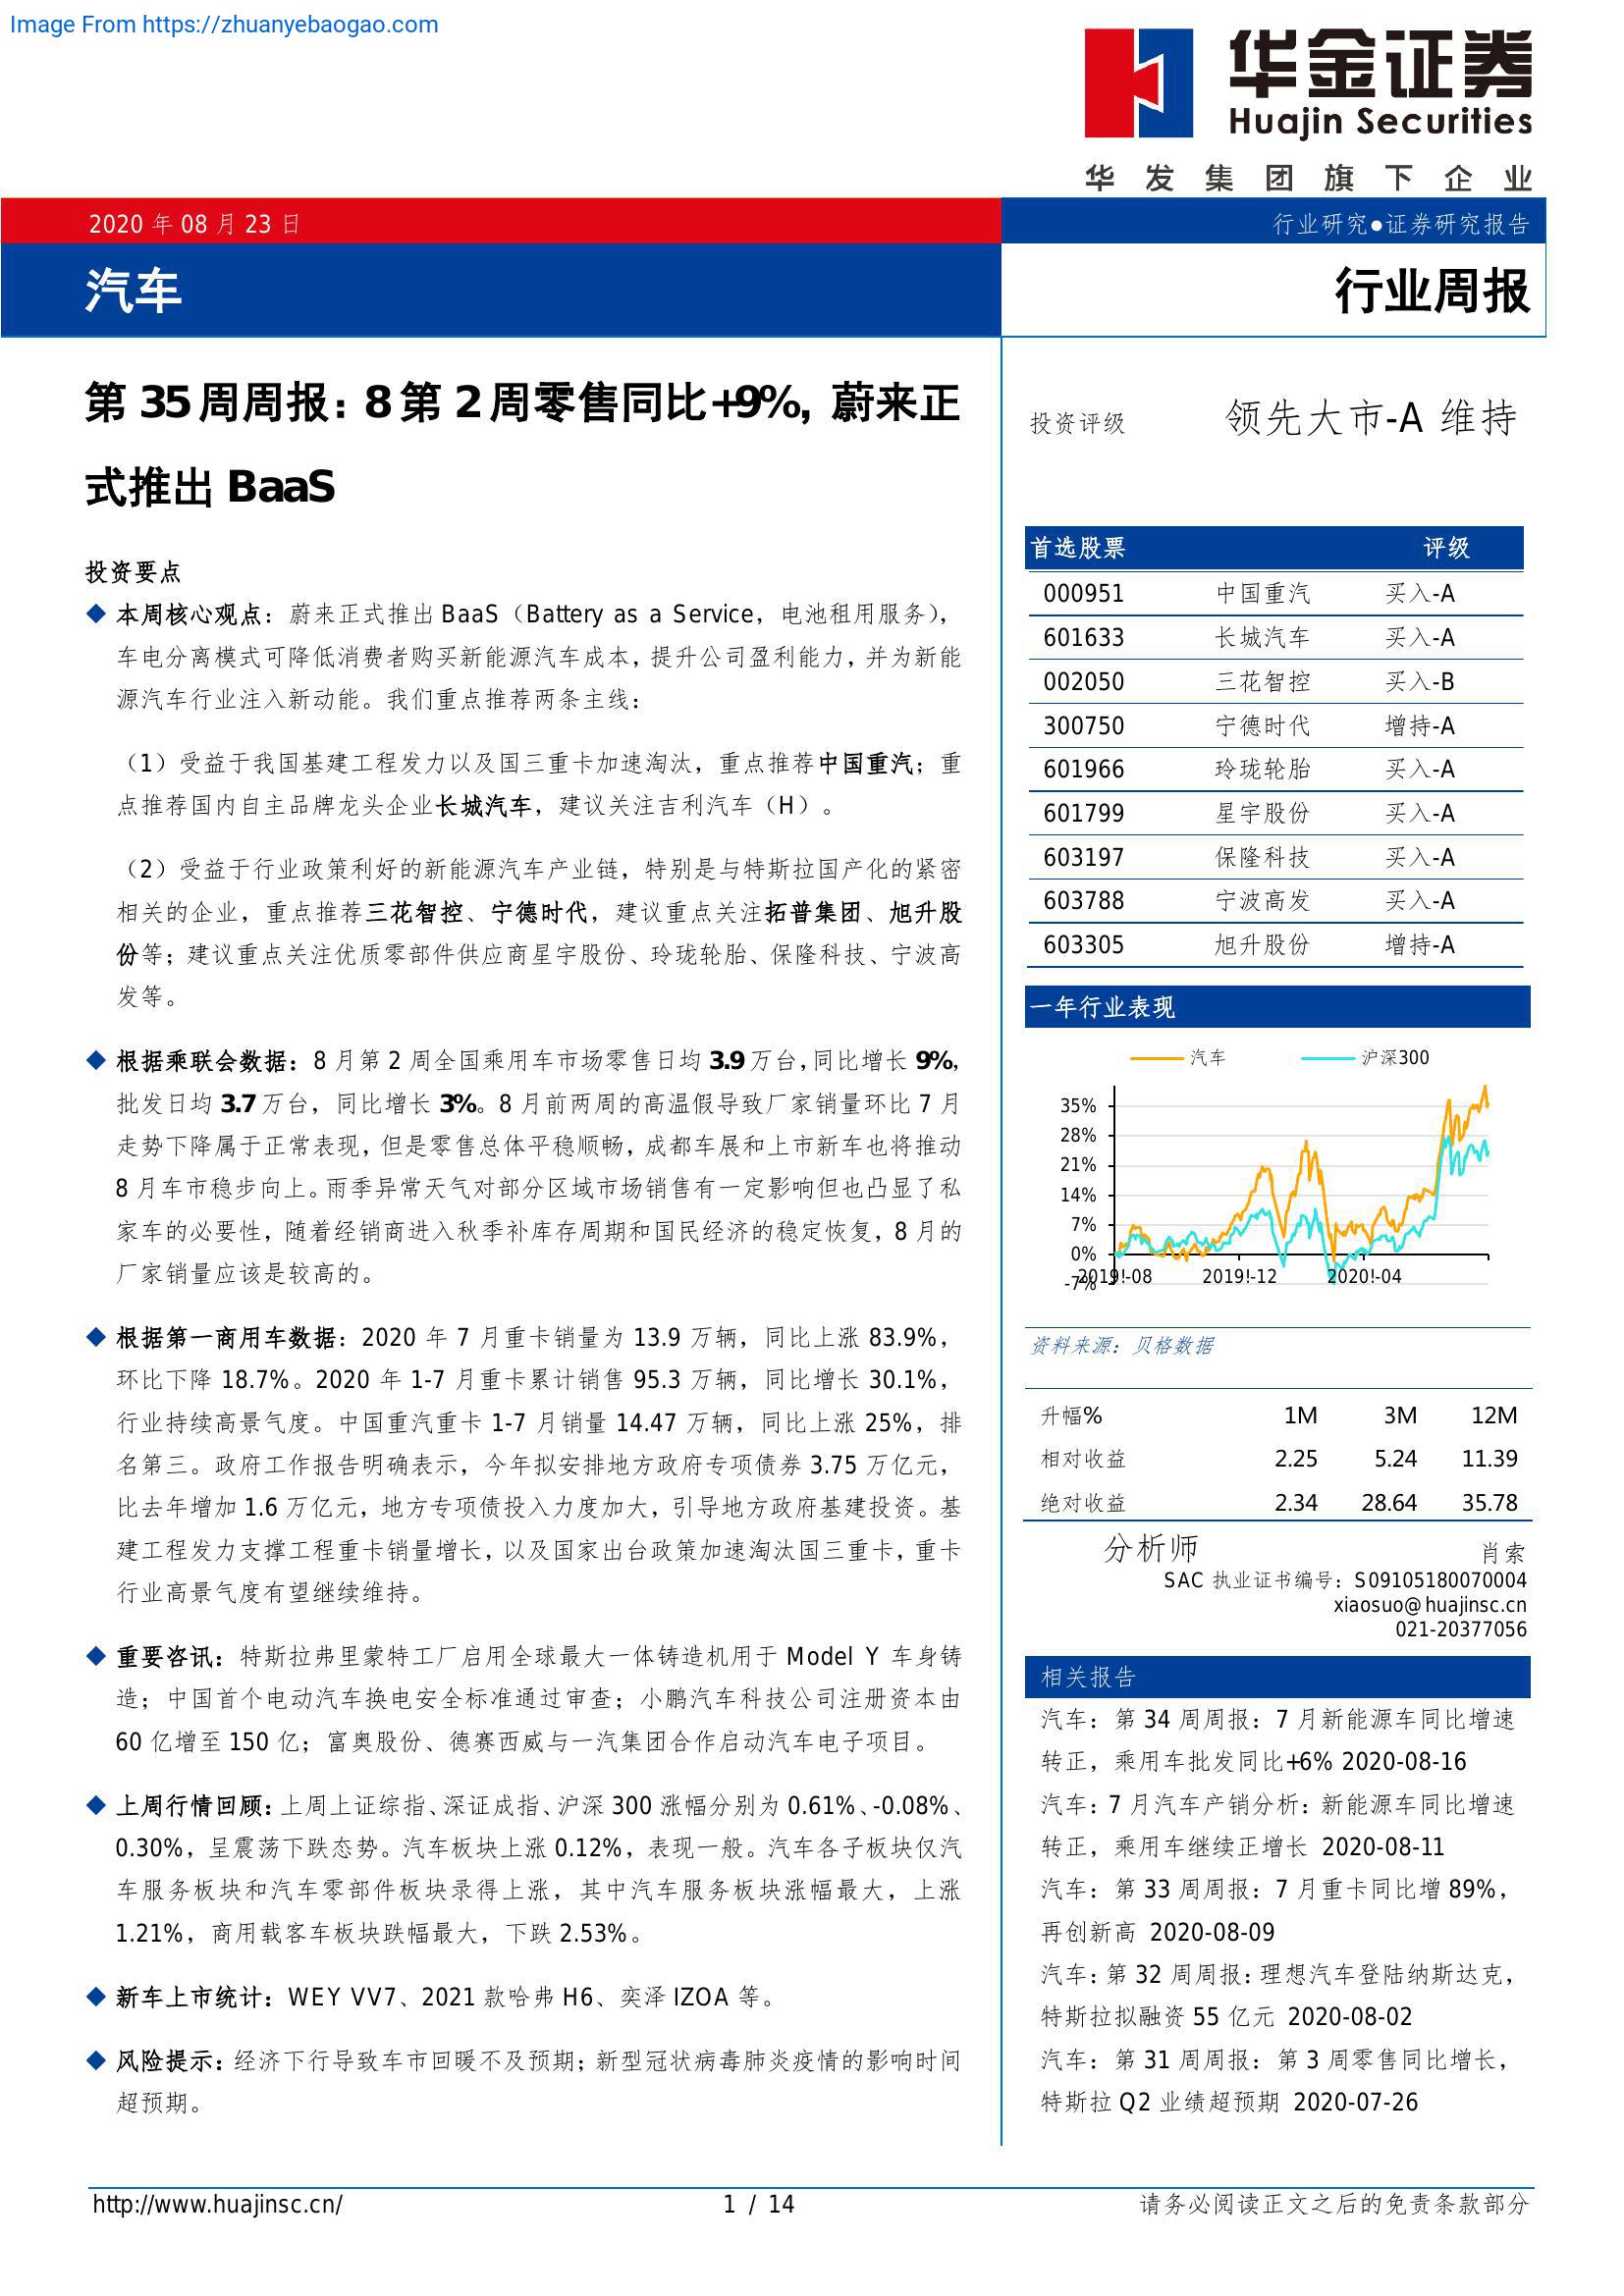 Image From https://zhuanyebaogao.com
华金证券
Huajin Securities
华发集团旗下企业
2020 年 08 月 23 日
行业研究●证券研究报告
汽车
行业周报
第 35 周周报：8 第 2 周零售同比+9%，蔚来正
式推出 BaaS
投资要点
◆ 本周核心观点：蔚来正式推出 BaaS（Battery as a Service，电池租用服务），
车电分离模式可降低消费者购买新能源汽车成本，提升公司盈利能力，并为新能
源汽车行业注入新动能。我们重点推荐两条主线：
（1）受益于我国基建工程发力以及国三重卡加速淘汰，重点推荐中国重汽；重
点推荐国内自主品牌龙头企业长城汽车，建议关注吉利汽车（H）。
（2）受益于行业政策利好的新能源汽车产业链，特别是与特斯拉国产化的紧密
相关的企业，重点推荐三花智控、宁德时代，建议重点关注拓普集团、旭升股
份等；建议重点关注优质零部件供应商星宇股份、玲珑轮胎、保隆科技、宁波高
发等。
◆ 根据乘联会数据：8 月第 2 周全国乘用车市场零售日均 3.9 万台，同比增长 9%，
批发日均 3.7 万台，同比增长 3%。8 月前两周的高温假导致厂家销量环比 7 月
走势下降属于正常表现，但是零售总体平稳顺畅，成都车展和上市新车也将推动
8 月车市稳步向上。雨季异常天气对部分区域市场销售有一定影响但也凸显了私
家车的必要性，随着经销商进入秋季补库存周期和国民经济的稳定恢复，8 月的
厂家销量应该是较高的。
◆ 根据第一商用车数据：2020 年 7 月重卡销量为 13.9 万辆，同比上涨 83.9%，
环比下降 18.7%。2020 年 1-7 月重卡累计销售 95.3 万辆，同比增长 30.1%，
行业持续高景气度。中国重汽重卡 1-7 月销量 14.47 万辆，同比上涨 25%，排
名第三。政府工作报告明确表示，今年拟安排地方政府专项债券 3.75 万亿元，
比去年增加 1.6 万亿元，地方专项债投入力度加大，引导地方政府基建投资。基
建工程发力支撑工程重卡销量增长，以及国家出台政策加速淘汰国三重卡，重卡
行业高景气度有望继续维持。
◆ 重要咨讯：特斯拉弗里蒙特工厂启用全球最大一体铸造机用于 Model Y 车身铸
造；中国首个电动汽车换电安全标准通过审查；小鹏汽车科技公司注册资本由
60 亿增至 150 亿；富奥股份、德赛西威与一汽集团合作启动汽车电子项目。
◆ 上周行情回顾：上周上证综指、深证成指、沪深 300 涨幅分别为 0.61%、-0.08%、
0.30%，呈震荡下跌态势。汽车板块上涨 0.12%，表现一般。汽车各子板块仅汽
车服务板块和汽车零部件板块录得上涨，其中汽车服务板块涨幅最大，上涨
1.21%，商用载客车板块跌幅最大，下跌 2.53%。
◆ 新车上市统计：WEY VV7、2021 款哈弗 H6、奕泽 IZOA 等。
◆ 风险提示：经济下行导致车市回暖不及预期；新型冠状病毒肺炎疫情的影响时间
超预期。
投资评级 领先大市-A 维持
首选股票 评级
000951 中国重汽 买入-A
601633 长城汽车 买入-A
002050 三花智控 买入-B
300750 宁德时代 增持-A
601966 玲珑轮胎 买入-A
601799 星宇股份 买入-A
603197 保隆科技 买入-A
603788 宁波高发 买入-A
603305 旭升股份 增持-A
一年行业表现
汽车 沪深300
35%
28%
21%
14%
7%
0%
-7%
2019!-08 2019!-12 2020!-04
资料来源：贝格数据
升幅% 1M 3M 12M
相对收益 2.25 5.24 11.39
绝对收益 2.34 28.64 35.78
分析师 肖索
SAC 执业证书编号：S09105180070004
xiaosuo@huajinsc.cn
021-20377056
相关报告
汽车：第 34 周周报：7 月新能源车同比增速
转正，乘用车批发同比+6% 2020-08-16
汽车：7 月汽车产销分析：新能源车同比增速
转正，乘用车继续正增长 2020-08-11
汽车：第 33 周周报：7 月重卡同比增 89%，
再创新高 2020-08-09
汽车：第 32 周周报：理想汽车登陆纳斯达克，
特斯拉拟融资 55 亿元 2020-08-02
汽车：第 31 周周报：第 3 周零售同比增长，
特斯拉 Q2 业绩超预期 2020-07-26
http://www.huajinsc.cn/ 1 / 14 请务必阅读正文之后的免责条款部分